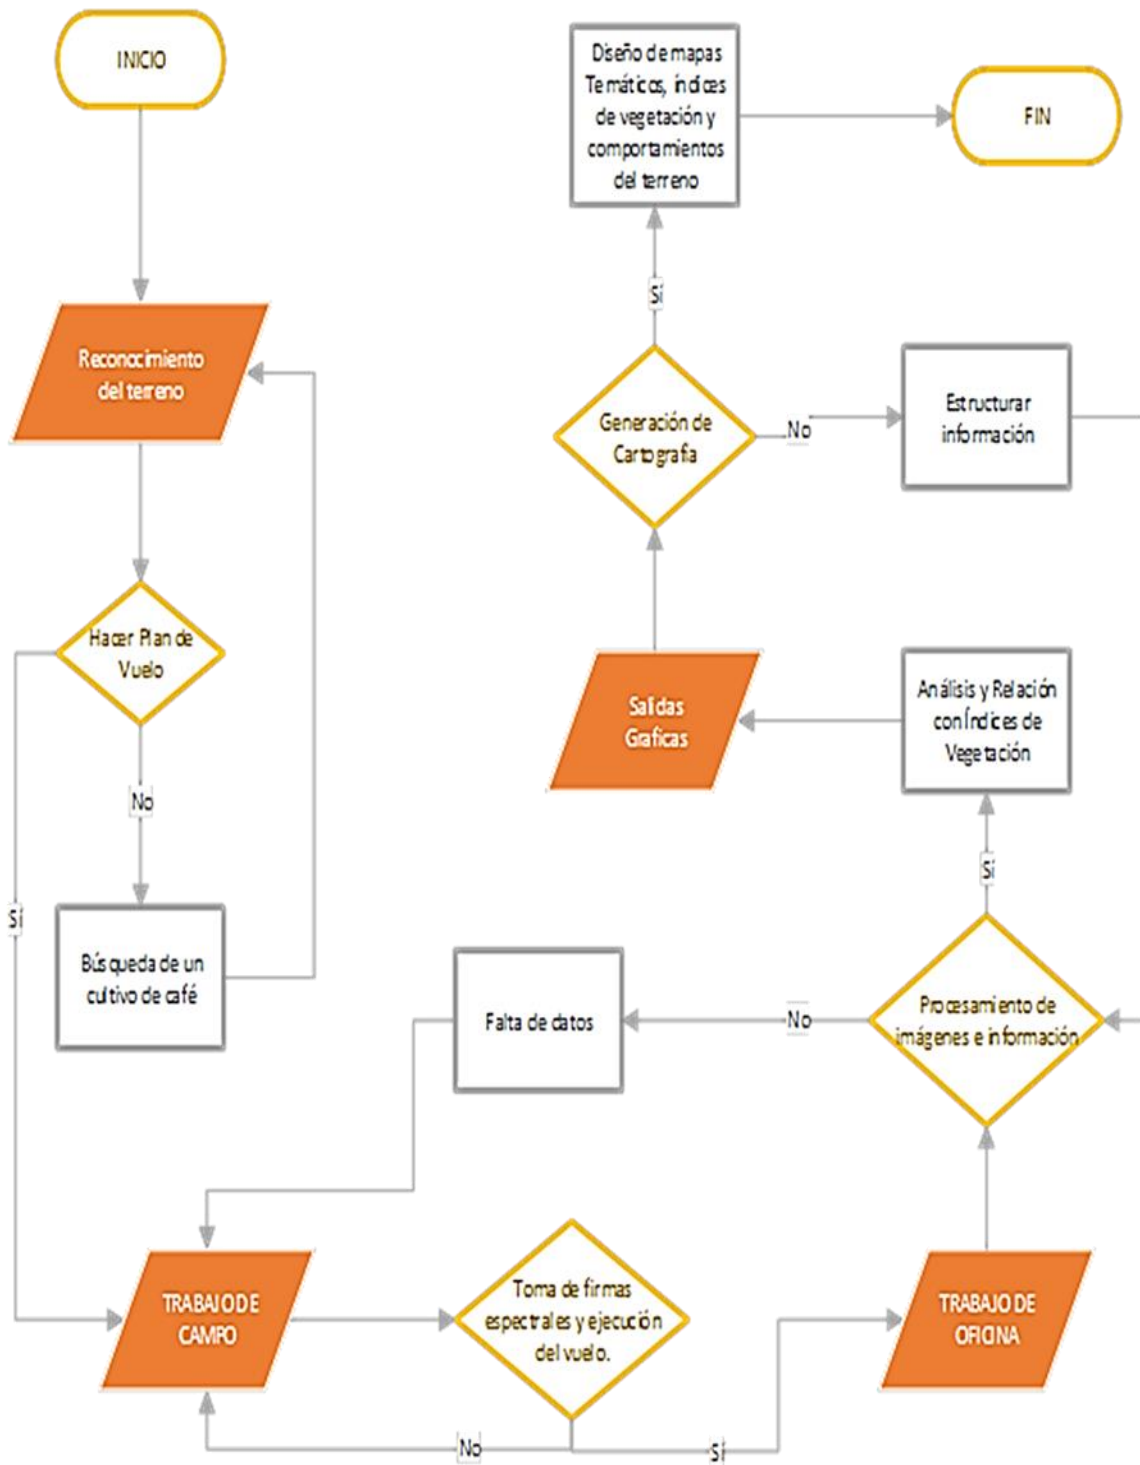 INICIO
Reconocimiento
del terreno
Hacer Plan de
Vuelo
No
Sí
Búsqueda de un
cultivo de café
TRABAJO DE
CAMPO
Toma de firmas
espectrales y ejecución
del vuelo.
No
Sí
TRABAJO DE
OFICINA
Procesamiento de
imágenes e información
No
Falta de datos
Sí
Análisis y Relación
con Índices de
Vegetación
Salidas
Graficas
Generación de
Cartografía
No
Estructurar
información
Sí
Diseño de mapas
Temáticos, índices
de vegetación y
comportamientos
del terreno
FIN